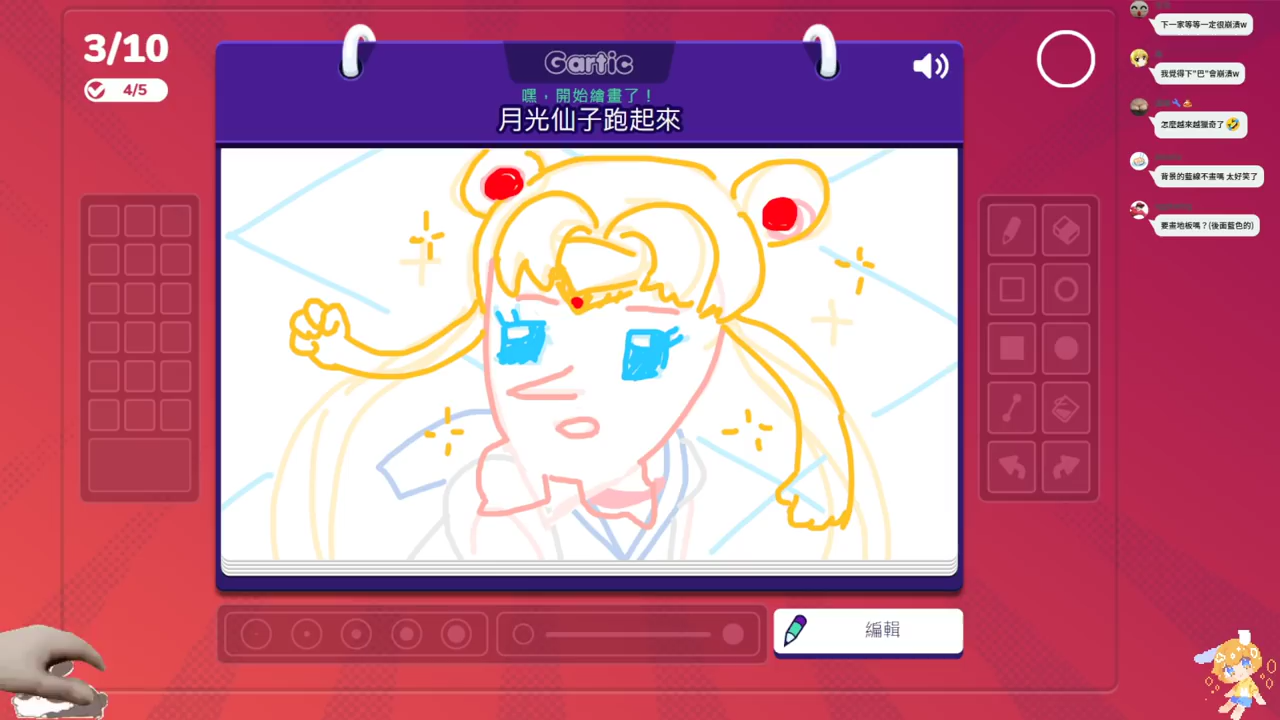 3/10
4/5
Gartic
嘿，開始繪畫了！
月光仙子跑起來
編輯
下一家等等一定很崩潰w
我覺得下"巴"會崩潰w
怎麼越來越獵奇了🤣
背景的藍線不畫嗎 太好笑了
要畫地板嗎？(後面藍色的)